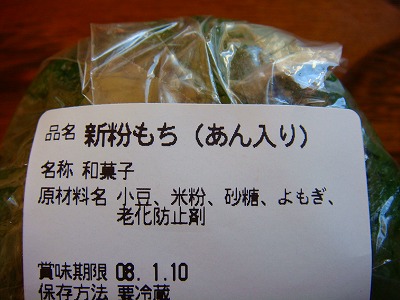 品名 新粉もち（あん入り）
名称 和菓子
原材料名 小豆、米粉、砂糖、よもぎ、
老化防止剤
賞味期限 08. 1.10
保存方法 要冷蔵